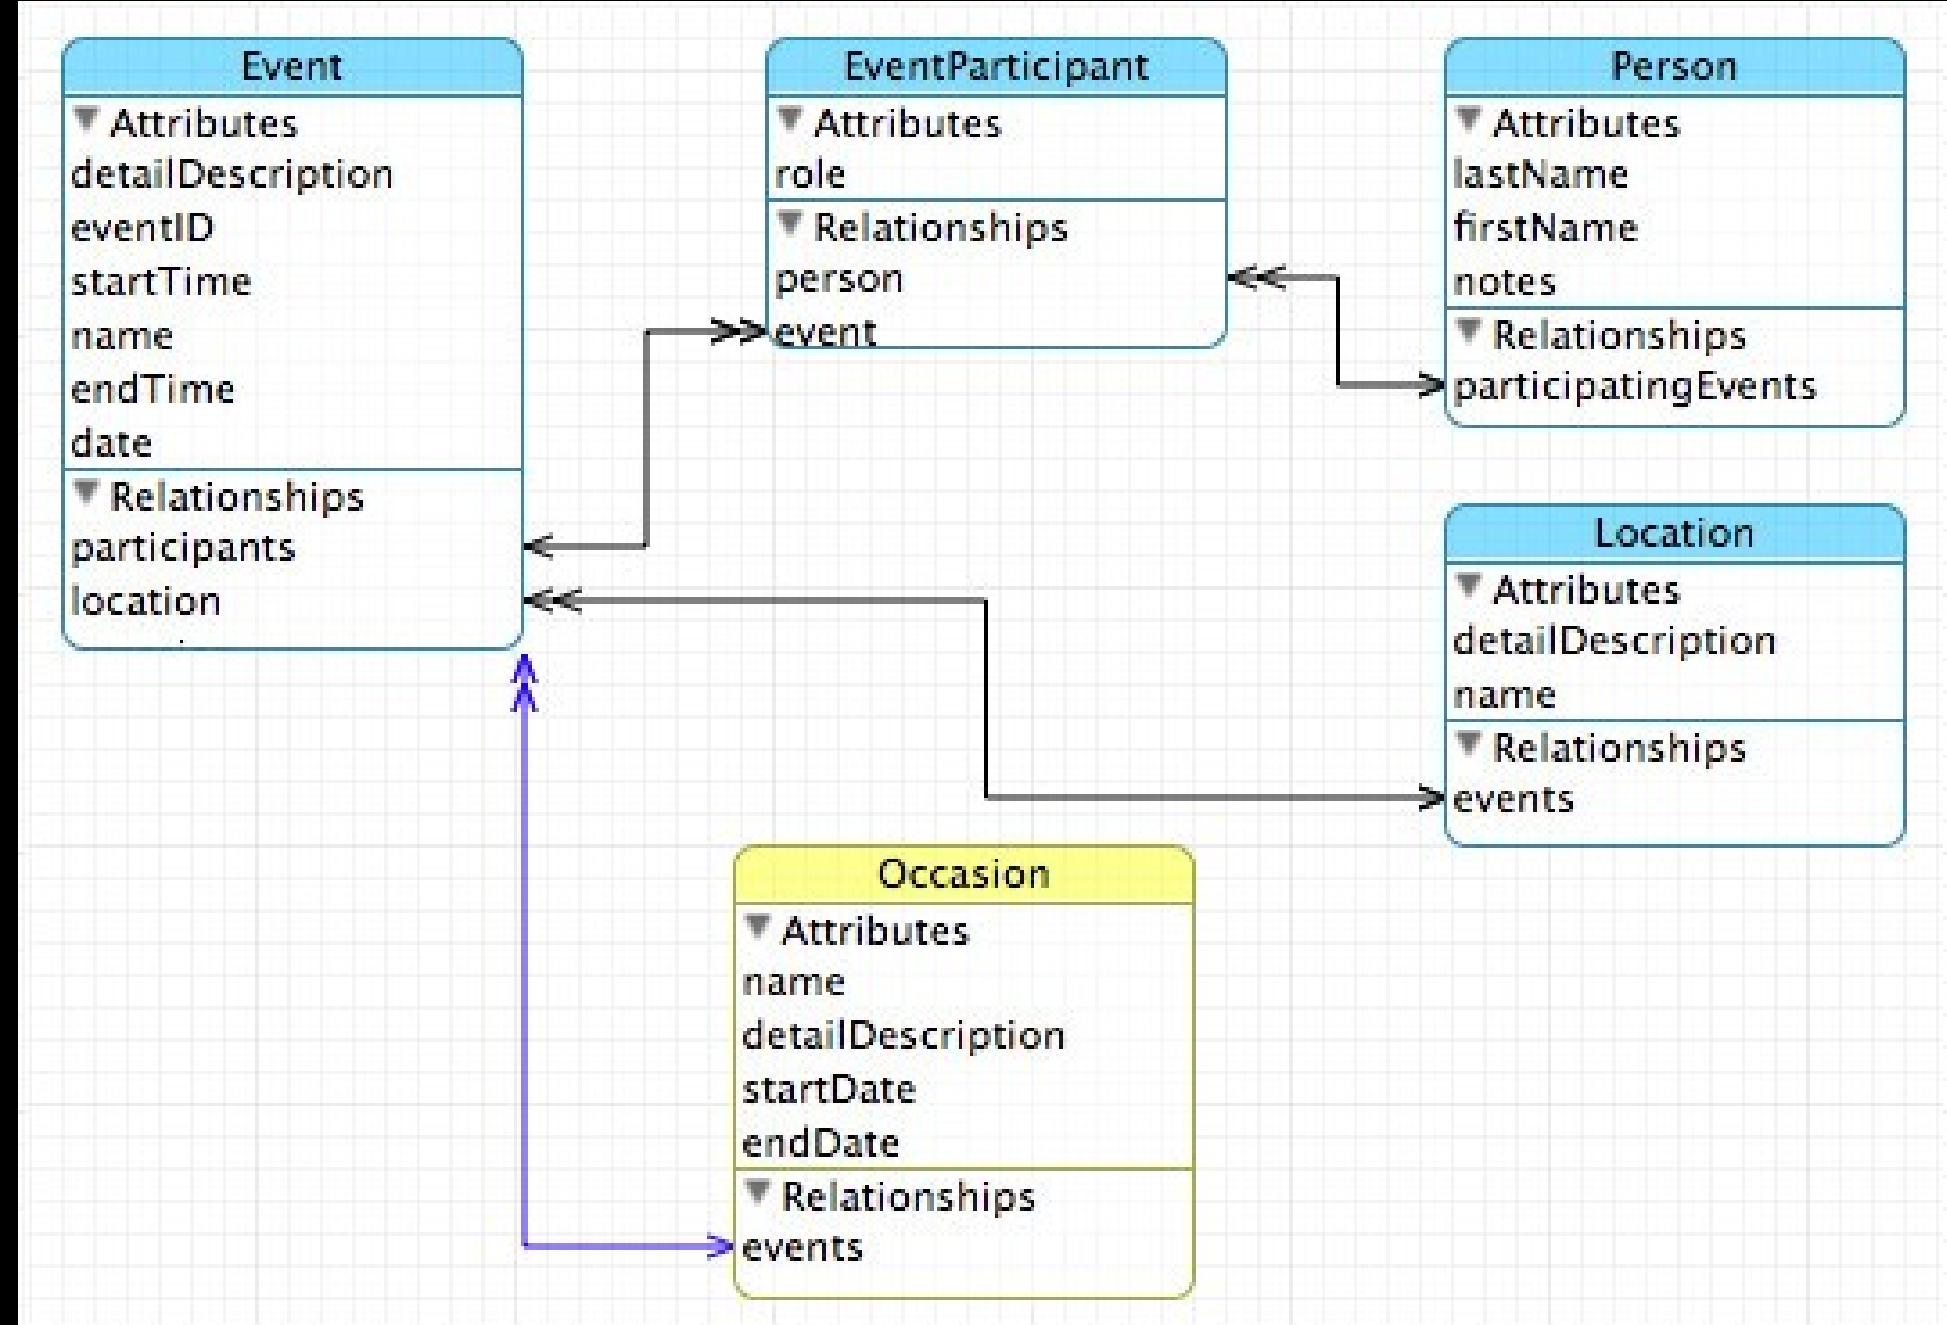 Event
Attributes
detailDescription
eventID
startTime
name
endTime
date
Relationships
participants
location
EventParticipant
Attributes
role
Relationships
person
event
Person
Attributes
lastName
firstName
notes
Relationships
participatingEvents
Location
Attributes
detailDescription
name
Relationships
events
Occasion
Attributes
name
detailDescription
startDate
endDate
Relationships
events